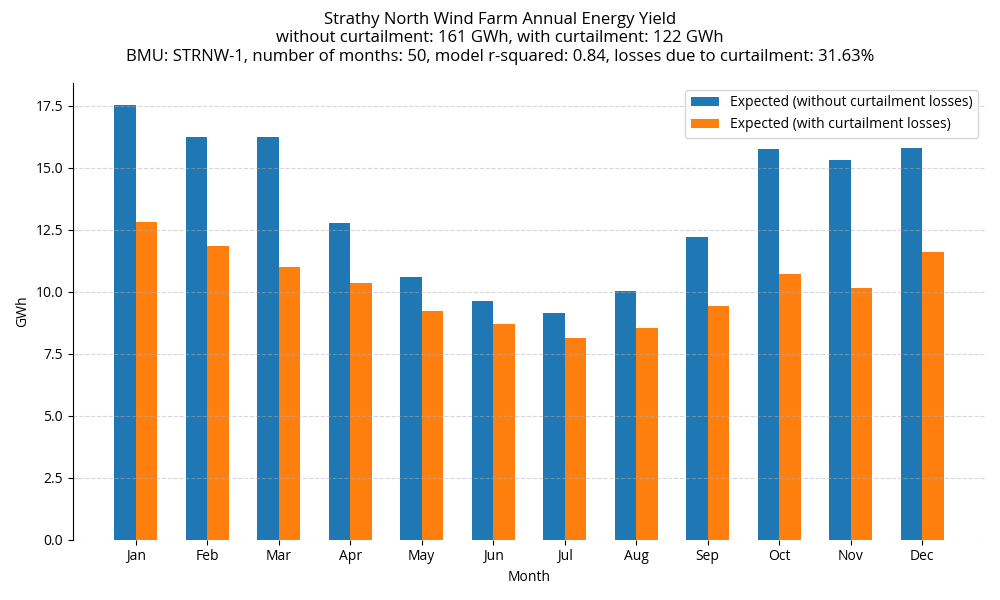 Strathy North Wind Farm Annual Energy Yield
without curtailment: 161 GWh, with curtailment: 122 GWh
BMU: STRNW-1, number of months: 50, model r-squared: 0.84, losses due to curtailment: 31.63%
Expected (without curtailment losses)
Expected (with curtailment losses)
17.5
15.0
12.5
10.0
7.5
5.0
2.5
0.0
GWh
Jan Feb Mar Apr May Jun Jul Aug Sep Oct Nov Dec
Month